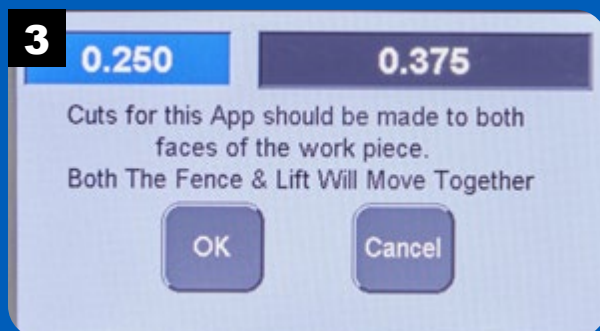 3
0.250 0.375
Cuts for this App should be made to both
faces of the work piece.
Both The Fence & Lift Will Move Together
OK Cancel